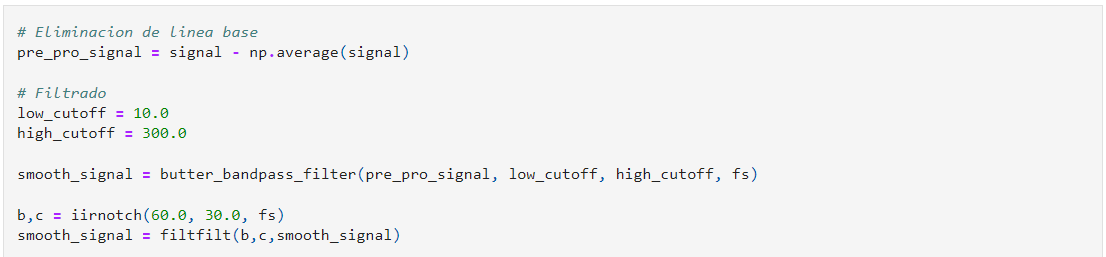 # Eliminacion de linea base
pre_pro_signal = signal - np.average(signal)
# Filtrado
low_cutoff = 10.0
high_cutoff = 300.0
smooth_signal = butter_bandpass_filter(pre_pro_signal, low_cutoff, high_cutoff, fs)
b,c = iirnotch(60.0, 30.0, fs)
smooth_signal = filtfilt(b,c,smooth_signal)